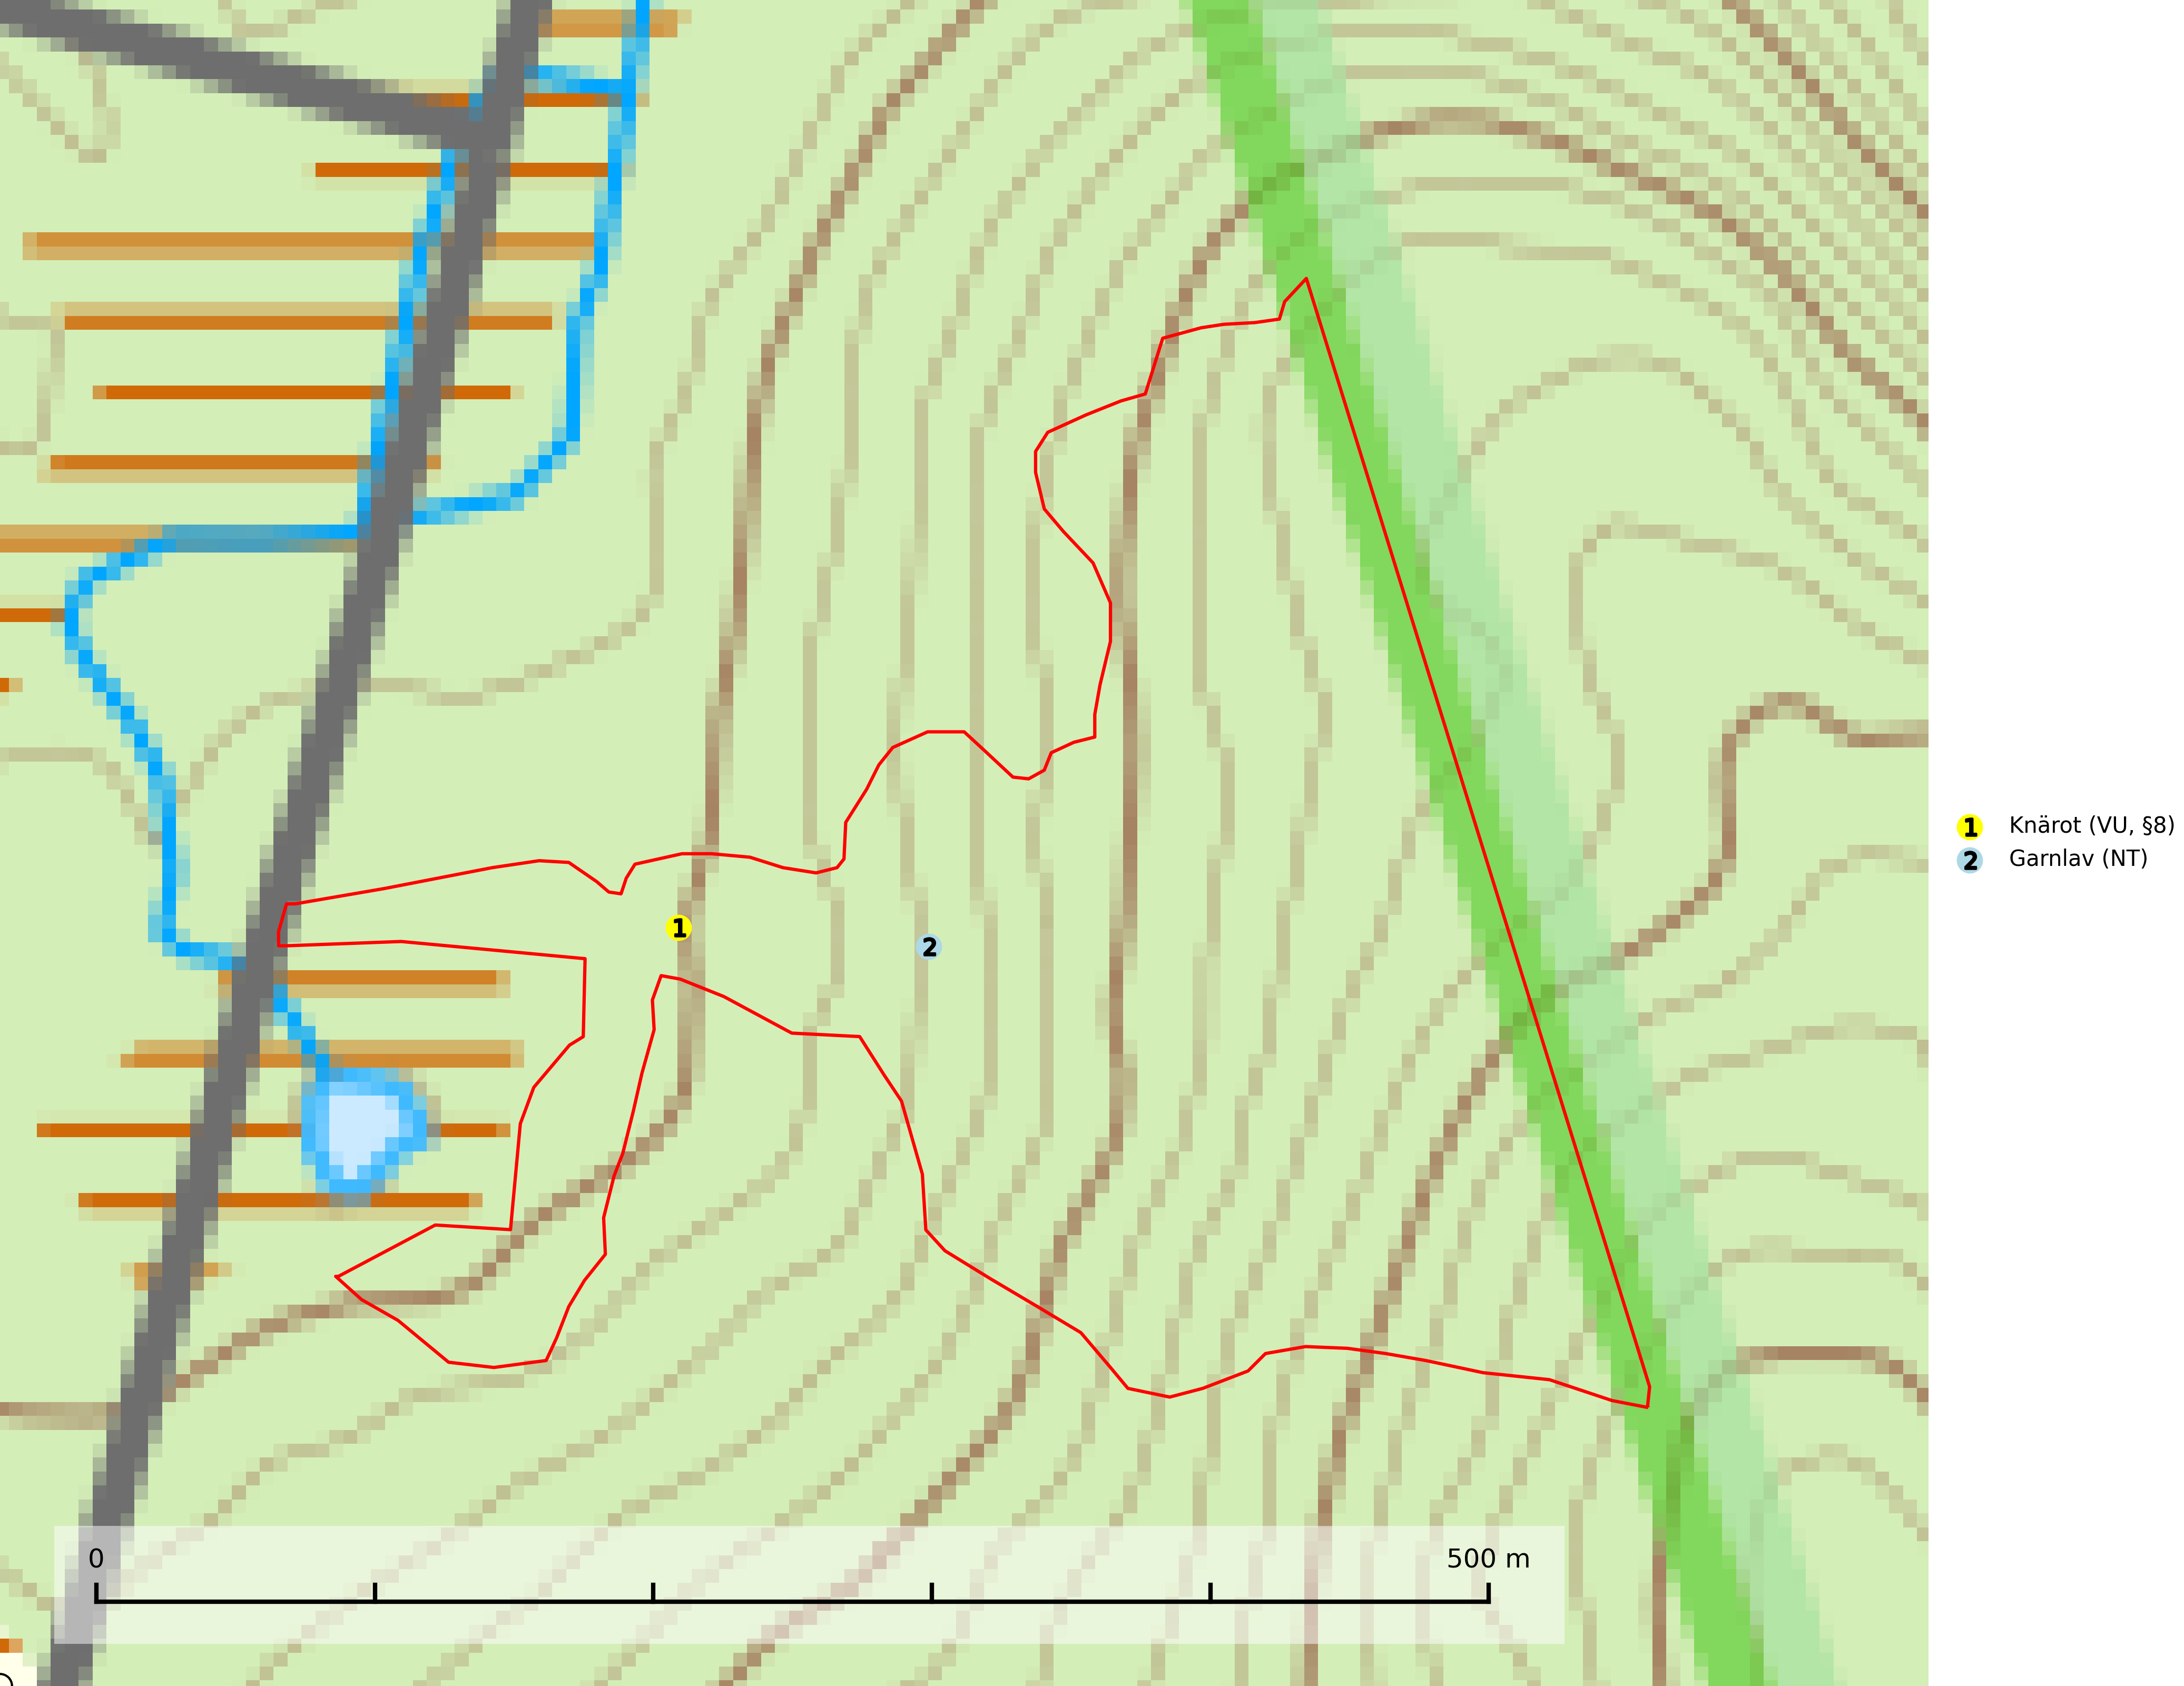 1
2
1 Knärot (VU, §8)
2 Garnlav (NT)
0 500 m